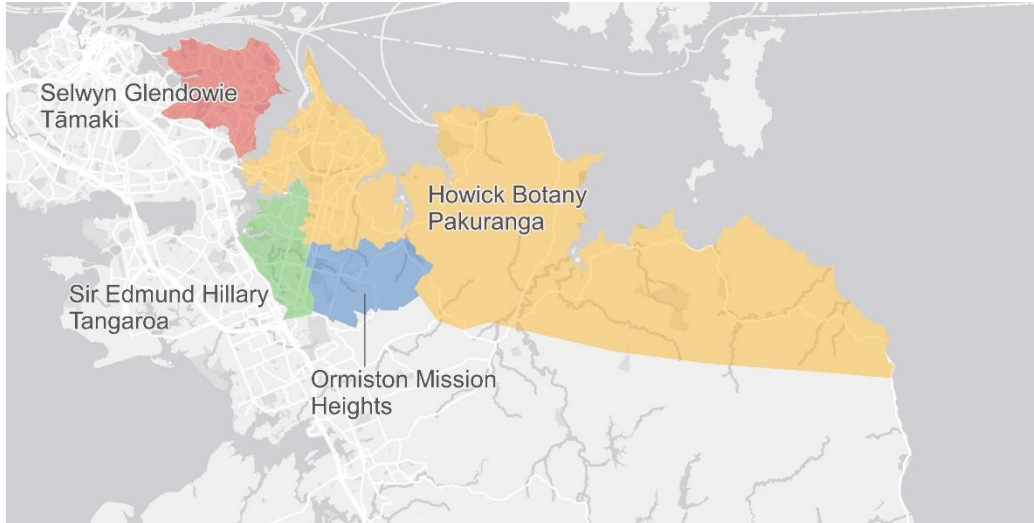 Selwyn Glendowie
Tāmaki
Howick Botany
Pakuranga
Sir Edmund Hillary
Tangaroa
Ormiston Mission
Heights